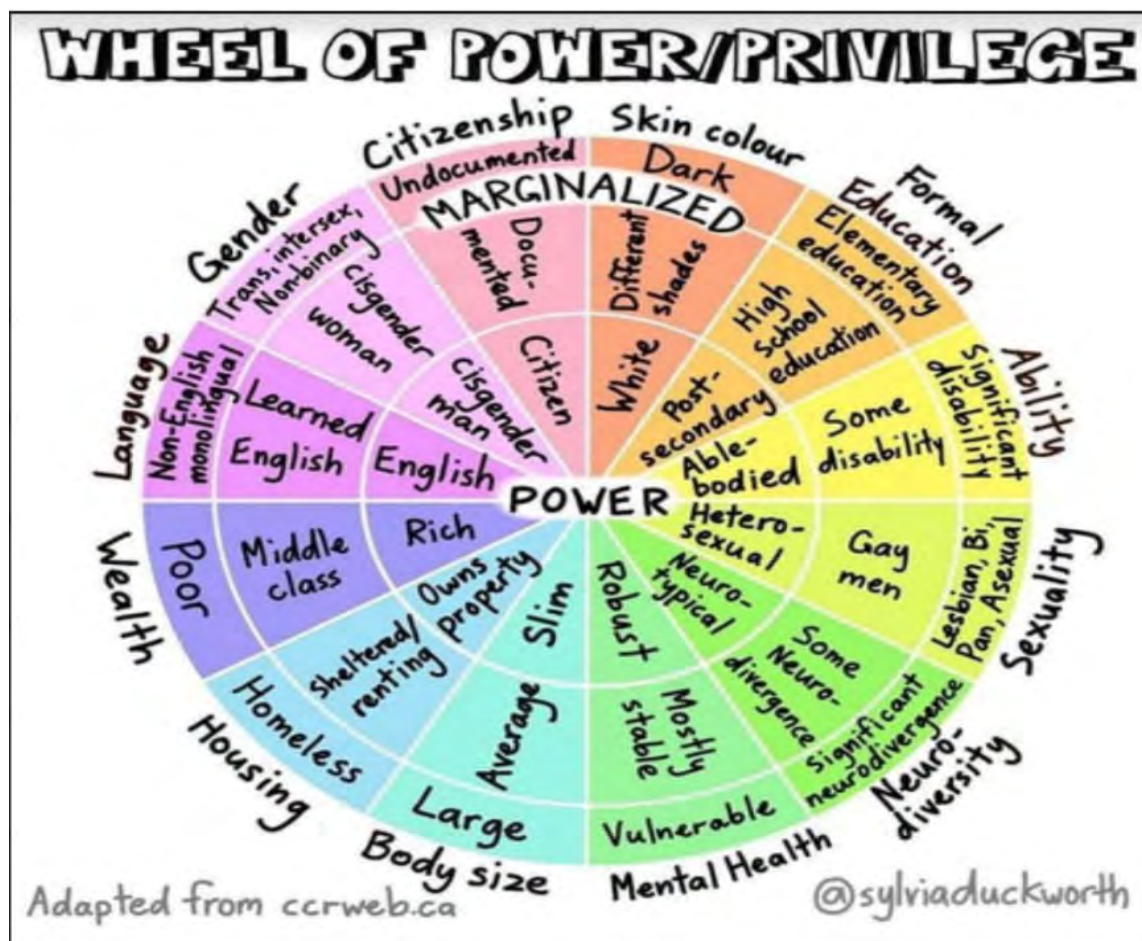 WHEEL OF POWER/PRIVILEGE
Citizenship
Undocumented
Docu-
mented
Citizen
Skin colour
Dark
Different
shades
White
Formal
Education
Elementary
education
High
school
education
Post-
secondary
Ability
Significant
disability
Some
disability
Able-
bodied
Sexuality
Lesbian, Bi,
Pan, Asexual
Gay
men
Hetero-
sexual
Neuro-
diversity
Significant
neurodivergence
Some
Neuro-
divergence
Neuro-
typical
Mental Health
Vulnerable
Mostly
stable
Robust
Body size
Large
Average
Slim
Housing
Homeless
Sheltered/
renting
Owns
property
Wealth
Poor
Middle
class
Rich
Language
Non-English
monolingual
Learned
English
English
Gender
Trans, intersex,
Non-binary
cisgender
woman
cisgender
man
MARGINALIZED
POWER
Adapted from ccrweb.ca
@sylviaduckworth